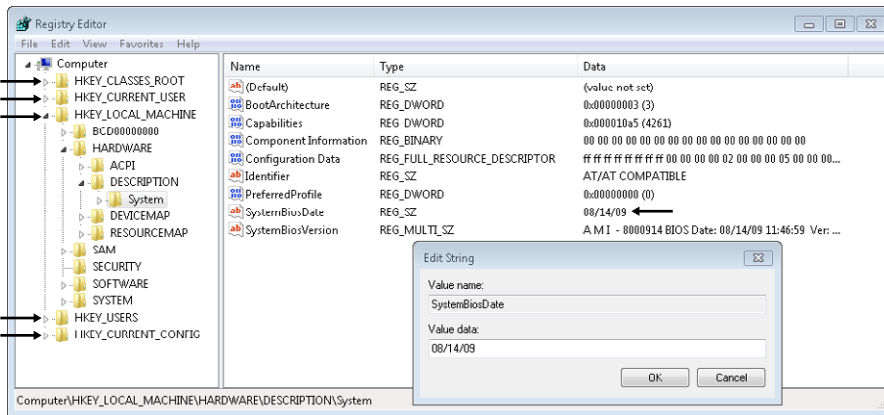 Registry Editor
File Edit View Favorites Help
Computer
HKEY_CLASSES_ROOT
HKEY_CURRENT_USER
HKEY_LOCAL_MACHINE
BCD00000000
HARDWARE
ACPI
DESCRIPTION
System
DEVICEMAP
RESOURCEMAP
SAM
SECURITY
SOFTWARE
SYSTEM
HKEY_USERS
HKEY_CURRENT_CONFIG
Name Type Data
(Default) REG_SZ (value not set)
BootArchitecture REG_DWORD 0x00000003 (3)
Capabilities REG_DWORD 0x000010a5 (4261)
Component Information REG_BINARY 00 00 00 00 00 00 00 00 00 00 00 00 00 00 00 00
Configuration Data REG_FULL_RESOURCE_DESCRIPTOR ff ff ff ff ff ff ff ff 00 00 00 00 02 00 00 00 05 00 00 00...
Identifier REG_SZ AT/AT COMPATIBLE
PreferredProfile REG_DWORD 0x00000000 (0)
SystemBiosDate REG_SZ 08/14/09
SystemBiosVersion REG_MULTI_SZ A M I - 8000914 BIOS Date: 08/14/09 11:46:59 Ver: ...
Edit String
Value name:
SystemBiosDate
Value data:
08/14/09
OK Cancel
Computer\HKEY_LOCAL_MACHINE\HARDWARE\DESCRIPTION\System